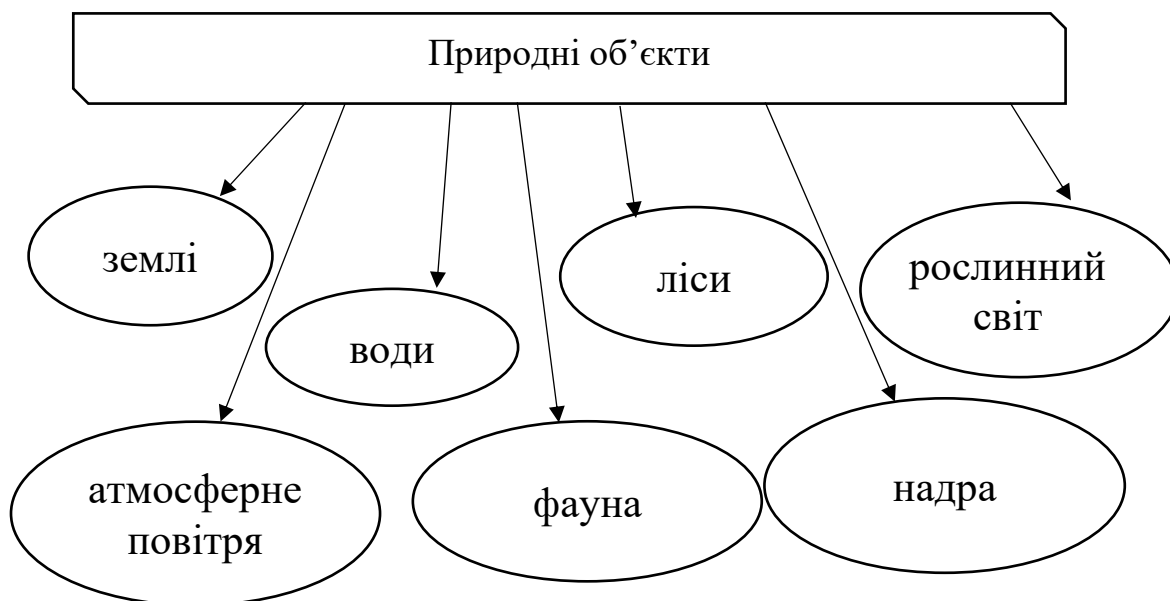 Природні об’єкти
землі
води
ліси
рослинний
світ
атмосферне
повітря
фауна
надра